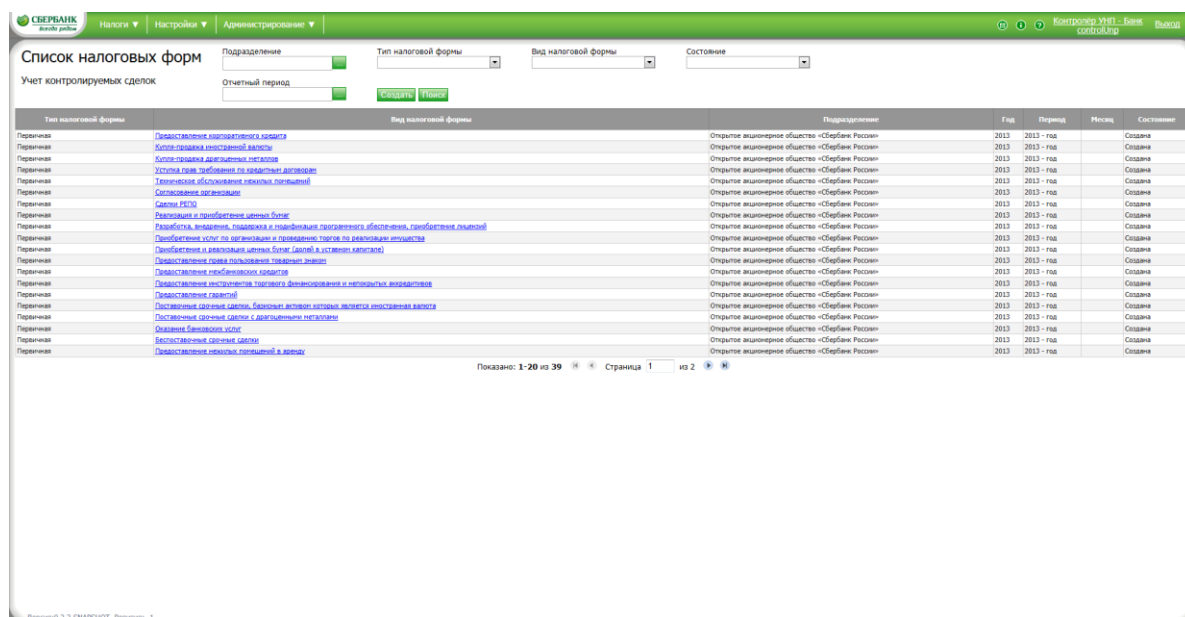 СБЕРБАНК
Всегда рядом
Налоги ▼
Настройки ▼
Администрирование ▼
Контролёр УНП - Банк
controlUnp
Выход
Список налоговых форм
Учет контролируемых сделок
Подразделение
Тип налоговой формы
Вид налоговой формы
Состояние
Отчетный период
Создать Поиск
Тип налоговой формы Вид налоговой формы Подразделение Год Период Месяц Состояние
Первичная Предоставление корпоративного кредита Открытое акционерное общество «Сбербанк России» 2013 2013 - год Создана
Первичная Купля-продажа иностранной валюты Открытое акционерное общество «Сбербанк России» 2013 2013 - год Создана
Первичная Купля-продажа драгоценных металлов Открытое акционерное общество «Сбербанк России» 2013 2013 - год Создана
Первичная Уступка прав требования по кредитным договорам Открытое акционерное общество «Сбербанк России» 2013 2013 - год Создана
Первичная Техническое обслуживание нежилых помещений Открытое акционерное общество «Сбербанк России» 2013 2013 - год Создана
Первичная Согласование организации Открытое акционерное общество «Сбербанк России» 2013 2013 - год Создана
Первичная Сделки РЕПО Открытое акционерное общество «Сбербанк России» 2013 2013 - год Создана
Первичная Реализация и приобретение ценных бумаг Открытое акционерное общество «Сбербанк России» 2013 2013 - год Создана
Первичная Разработка, внедрение, поддержка и модификация программного обеспечения, приобретение лицензий Открытое акционерное общество «Сбербанк России» 2013 2013 - год Создана
Первичная Приобретение услуг по организации и проведению торгов по реализации имущества Открытое акционерное общество «Сбербанк России» 2013 2013 - год Создана
Первичная Приобретение и реализация ценных бумаг (долей в уставном капитале) Открытое акционерное общество «Сбербанк России» 2013 2013 - год Создана
Первичная Предоставление права пользования товарным знаком Открытое акционерное общество «Сбербанк России» 2013 2013 - год Создана
Первичная Предоставление межбанковских кредитов Открытое акционерное общество «Сбербанк России» 2013 2013 - год Создана
Первичная Предоставление инструментов торгового финансирования и непокрытых аккредитивов Открытое акционерное общество «Сбербанк России» 2013 2013 - год Создана
Первичная Предоставление гарантий Открытое акционерное общество «Сбербанк России» 2013 2013 - год Создана
Первичная Поставочные срочные сделки, базисным активом которых является иностранная валюта Открытое акционерное общество «Сбербанк России» 2013 2013 - год Создана
Первичная Поставочные срочные сделки с драгоценными металлами Открытое акционерное общество «Сбербанк России» 2013 2013 - год Создана
Первичная Оказание банковских услуг Открытое акционерное общество «Сбербанк России» 2013 2013 - год Создана
Первичная Беспоставочные срочные сделки Открытое акционерное общество «Сбербанк России» 2013 2013 - год Создана
Первичная Предоставление нежилых помещений в аренду Открытое акционерное общество «Сбербанк России» 2013 2013 - год Создана
Показано: 1-20 из 39 Страница 1 из 2